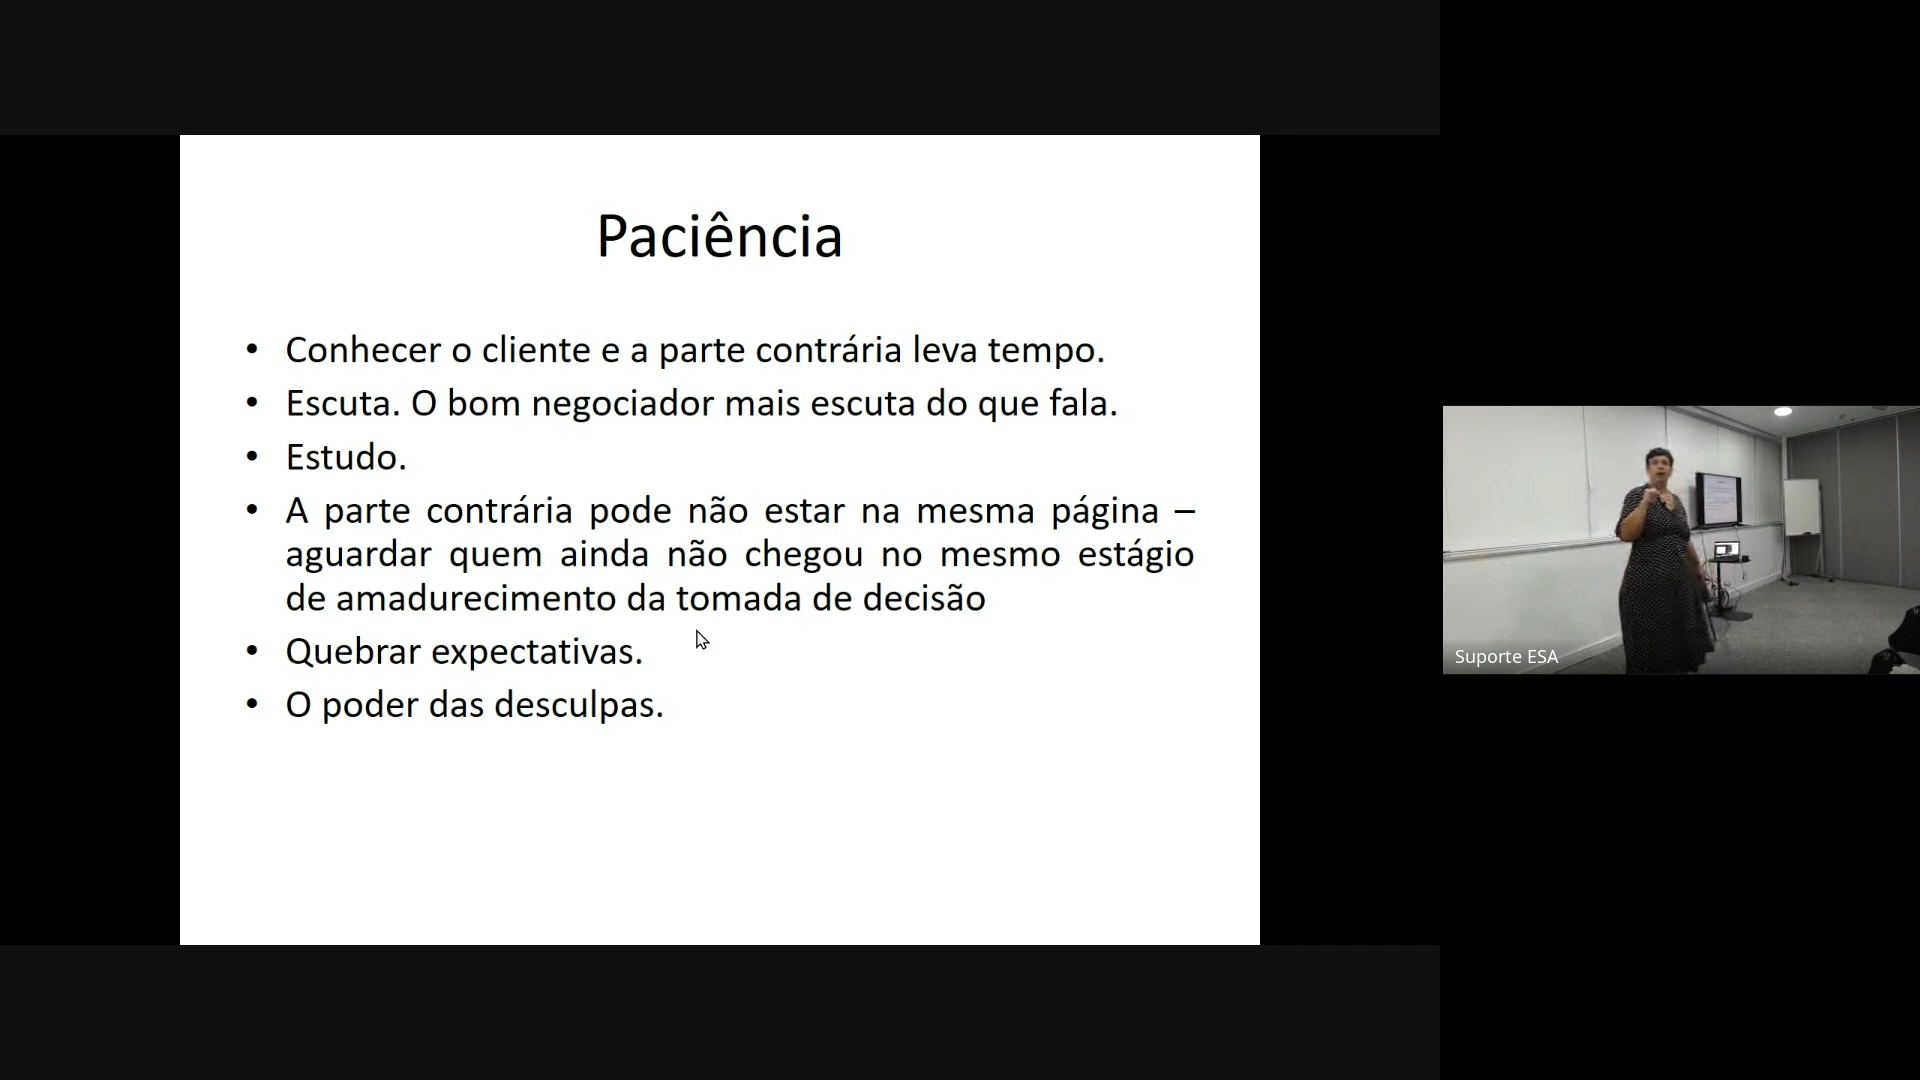 Paciência
• Conhecer o cliente e a parte contrária leva tempo.
• Escuta. O bom negociador mais escuta do que fala.
• Estudo.
• A parte contrária pode não estar na mesma página –
aguardar quem ainda não chegou no mesmo estágio
de amadurecimento da tomada de decisão
• Quebrar expectativas.
• O poder das desculpas.
Suporte ESA